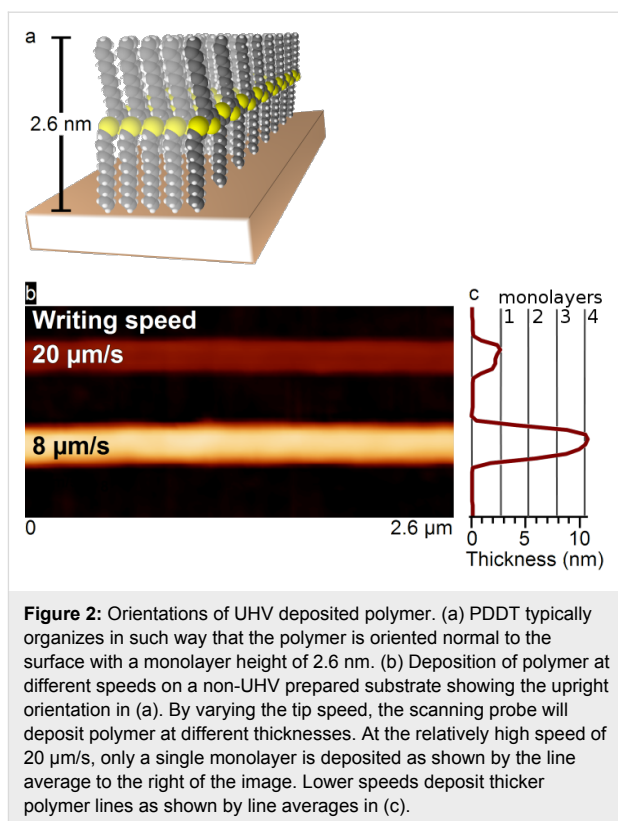 a
2.6 nm
b
Writing speed
20 µm/s
8 µm/s
0
2.6 µm
c
monolayers
1 2 3 4
0 5 10
Thickness (nm)
Figure 2: Orientations of UHV deposited polymer. (a) PDDT typically
organizes in such way that the polymer is oriented normal to the
surface with a monolayer height of 2.6 nm. (b) Deposition of polymer at
different speeds on a non-UHV prepared substrate showing the upright
orientation in (a). By varying the tip speed, the scanning probe will
deposit polymer at different thicknesses. At the relatively high speed of
20 µm/s, only a single monolayer is deposited as shown by the line
average to the right of the image. Lower speeds deposit thicker
polymer lines as shown by line averages in (c).